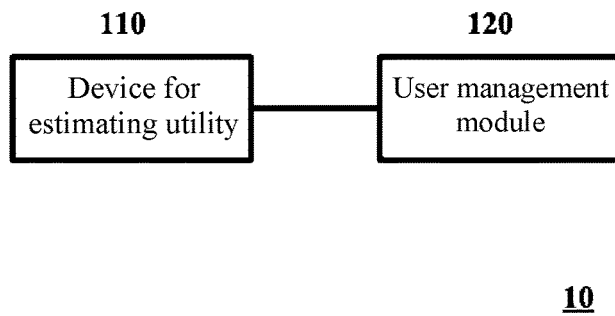 110
120
Device for
estimating utility
User management
module
10